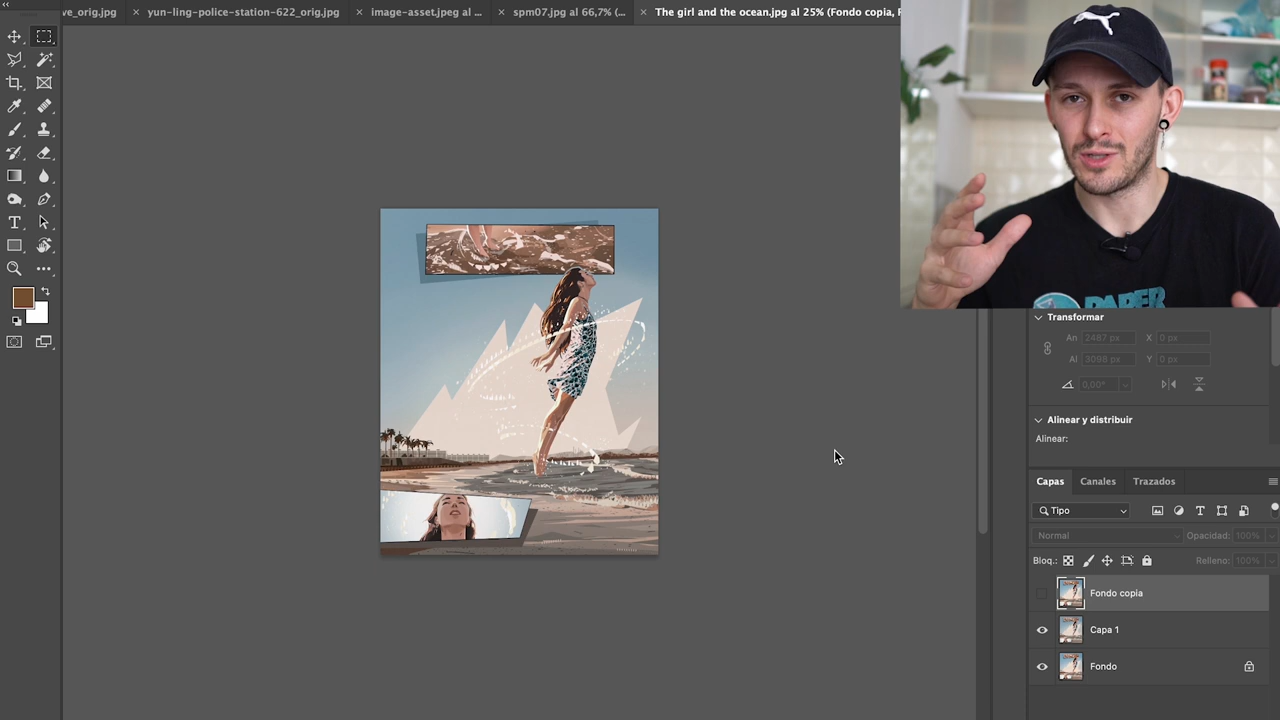 ve_orig.jpg × yun-ling-police-station-622_orig.jpg × image-asset.jpeg al ... × spm07.jpg al 66,7% (... × The girl and the ocean.jpg al 25% (Fondo copia,
PAPER
Transformar
An 2487 px X 0 px
Al 3098 px Y 0 px
0,00°
Alinear y distribuir
Alinear:
Capas Canales Trazados
Tipo
Normal Opacidad: 100%
Bloq.: Relleno: 100%
Fondo copia
Capa 1
Fondo